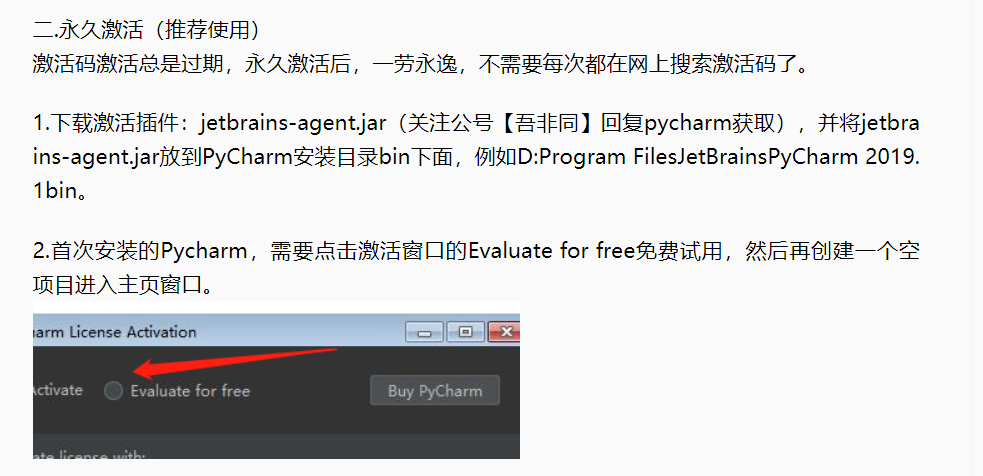 二.永久激活（推荐使用）
激活码激活总是过期，永久激活后，一劳永逸，不需要每次都在网上搜索激活码了。
1.下载激活插件：jetbrains-agent.jar（关注公号【吾非同】回复pycharm获取），并将jetbra
ins-agent.jar放到PyCharm安装目录bin下面，例如D:Program FilesJetBrainsPyCharm 2019.
1bin。
2.首次安装的Pycharm，需要点击激活窗口的Evaluate for free免费试用，然后再创建一个空
项目进入主页窗口。
arm License Activation
Activate Evaluate for free Buy PyCharm
ate license with: